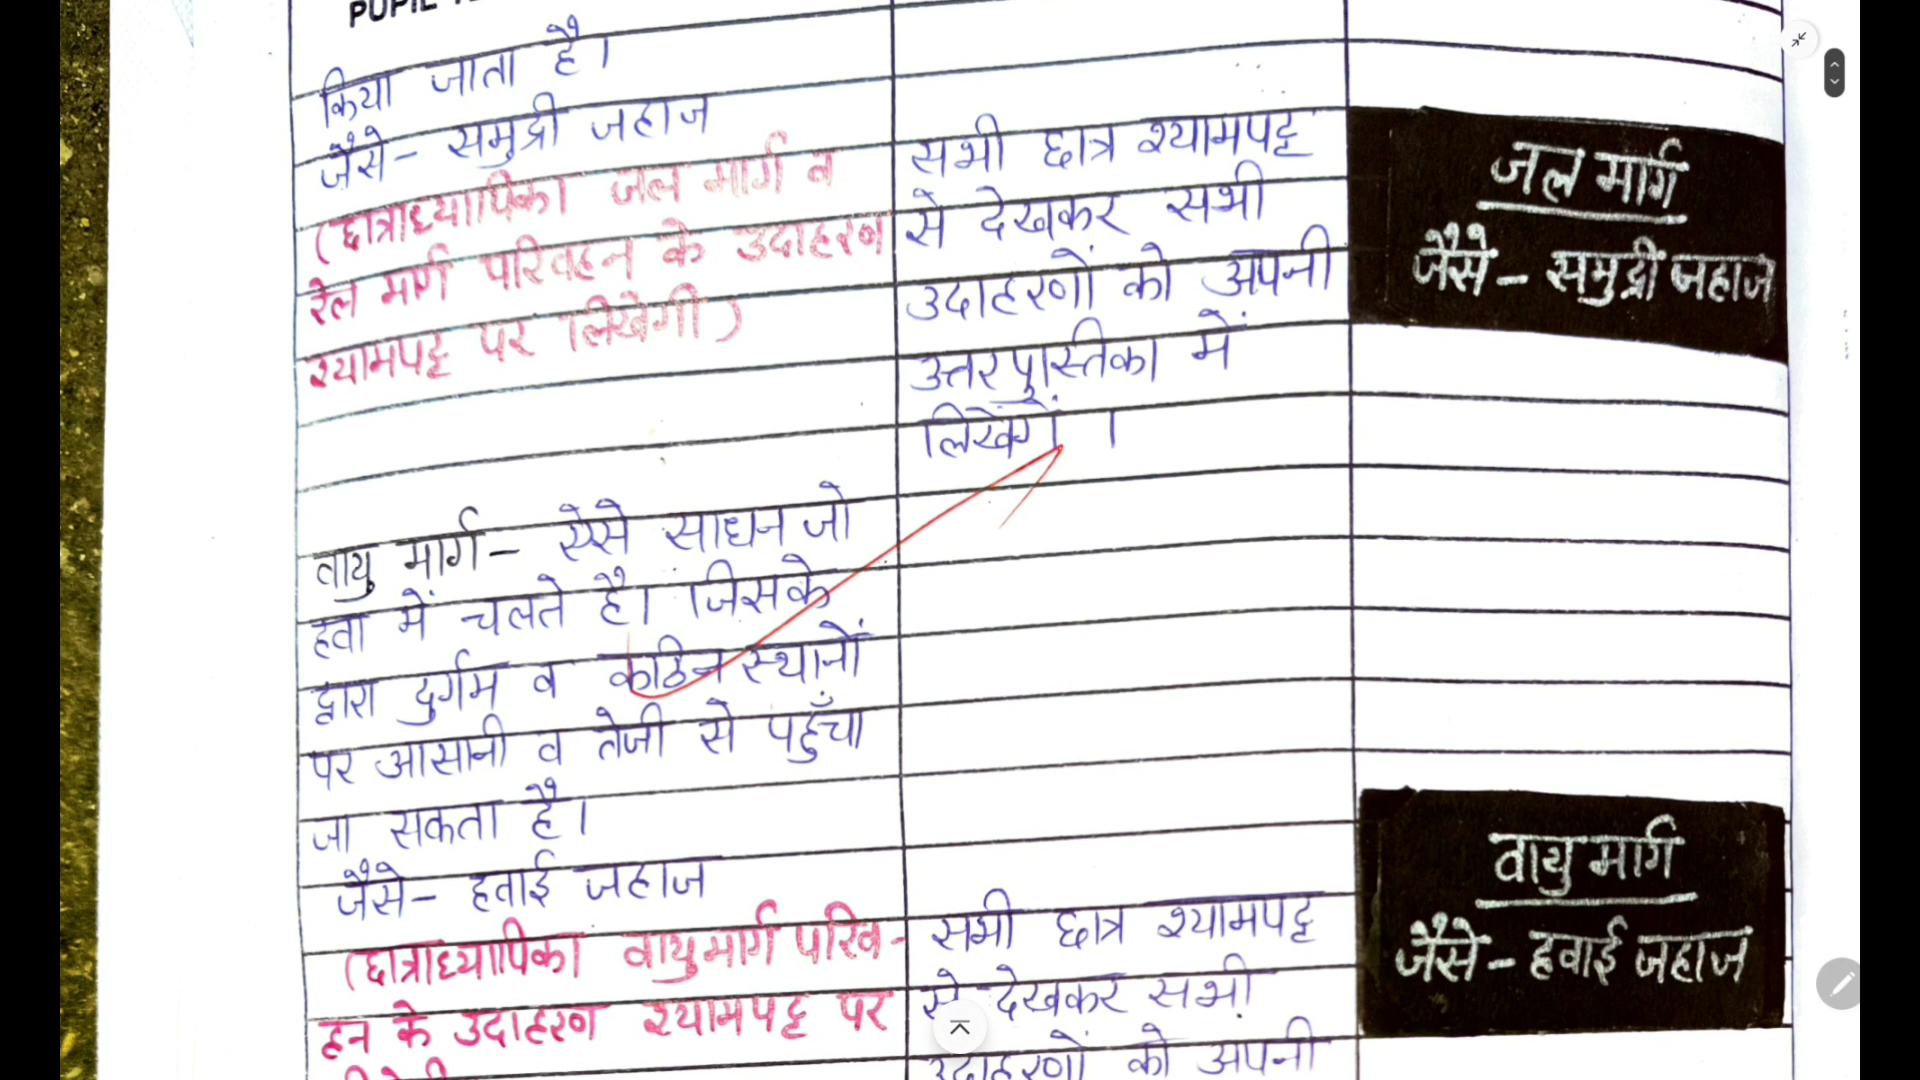 PUPIL
किया जाता है।
जैसे- समुद्री जहाज
(छात्राध्यापिका जल मार्ग व
रेल मार्ग परिवहन के उदाहरण
श्यामपट्ट पर लिखेगी)
सभी छात्र श्यामपट्ट
से देखकर सभी
उदाहरणों को अपनी
उत्तरपुस्तिका में
लिखेगें ।
जल मार्ग
जैसे - समुद्री जहाज
वायु मार्ग - ऐसे साधन जो
हवा में चलते है। जिसके
द्वारा दुर्गम व कठिन स्थानों
पर आसानी व तेजी से पहुँचा
जा सकता है।
जैसे- हवाई जहाज
(छात्राध्यापिका वायुमार्ग परिव-
हन के उदाहरण श्यामपट्ट पर
सभी छात्र श्यामपट्ट
से देखकर सभी
उदाहरणों को अपनी
वायु मार्ग
जैसे - हवाई जहाज